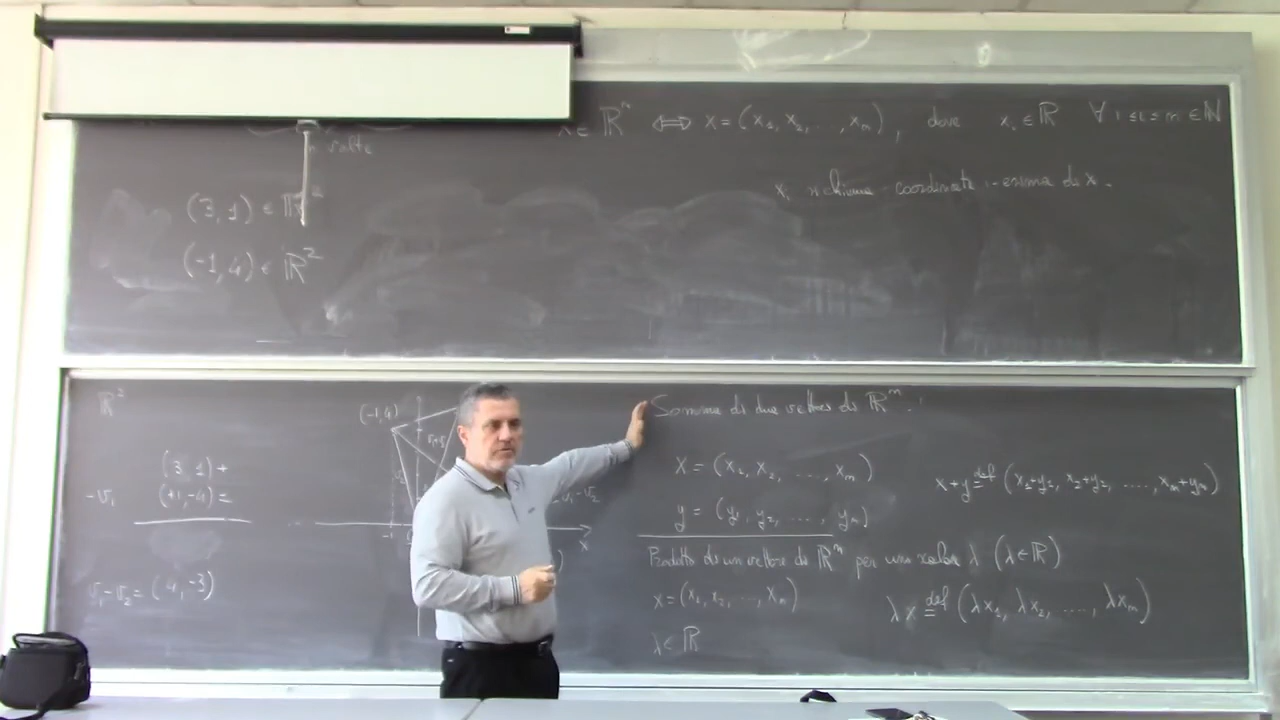 x ∈ ℝⁿ ⟺ x = (x₁, x₂, ..., xₙ), dove xᵢ ∈ ℝ ∀ 1 ≤ i ≤ n ∈ ℕ
n volte
xᵢ si chiama coordinata i-esima di x.
(3, 1) ∈ ℝ²
(-1, 4) ∈ ℝ²
ℝ²
(3, 1) +
(+1, -4) =
v₁ - v₂ = (4, -3)
(-1, 4)
-1
x
Somma di due vettori di ℝⁿ.
x = (x₁, x₂, ..., xₙ)
y = (y₁, y₂, ..., yₙ)
x + y ≝ (x₁+y₁, x₂+y₂, ...., xₙ+yₙ)
Prodotto di un vettore di ℝⁿ per uno scalare λ (λ ∈ ℝ)
x = (x₁, x₂, ..., xₙ)
λ ∈ ℝ
λx ≝ (λx₁, λx₂, ...., λxₙ)